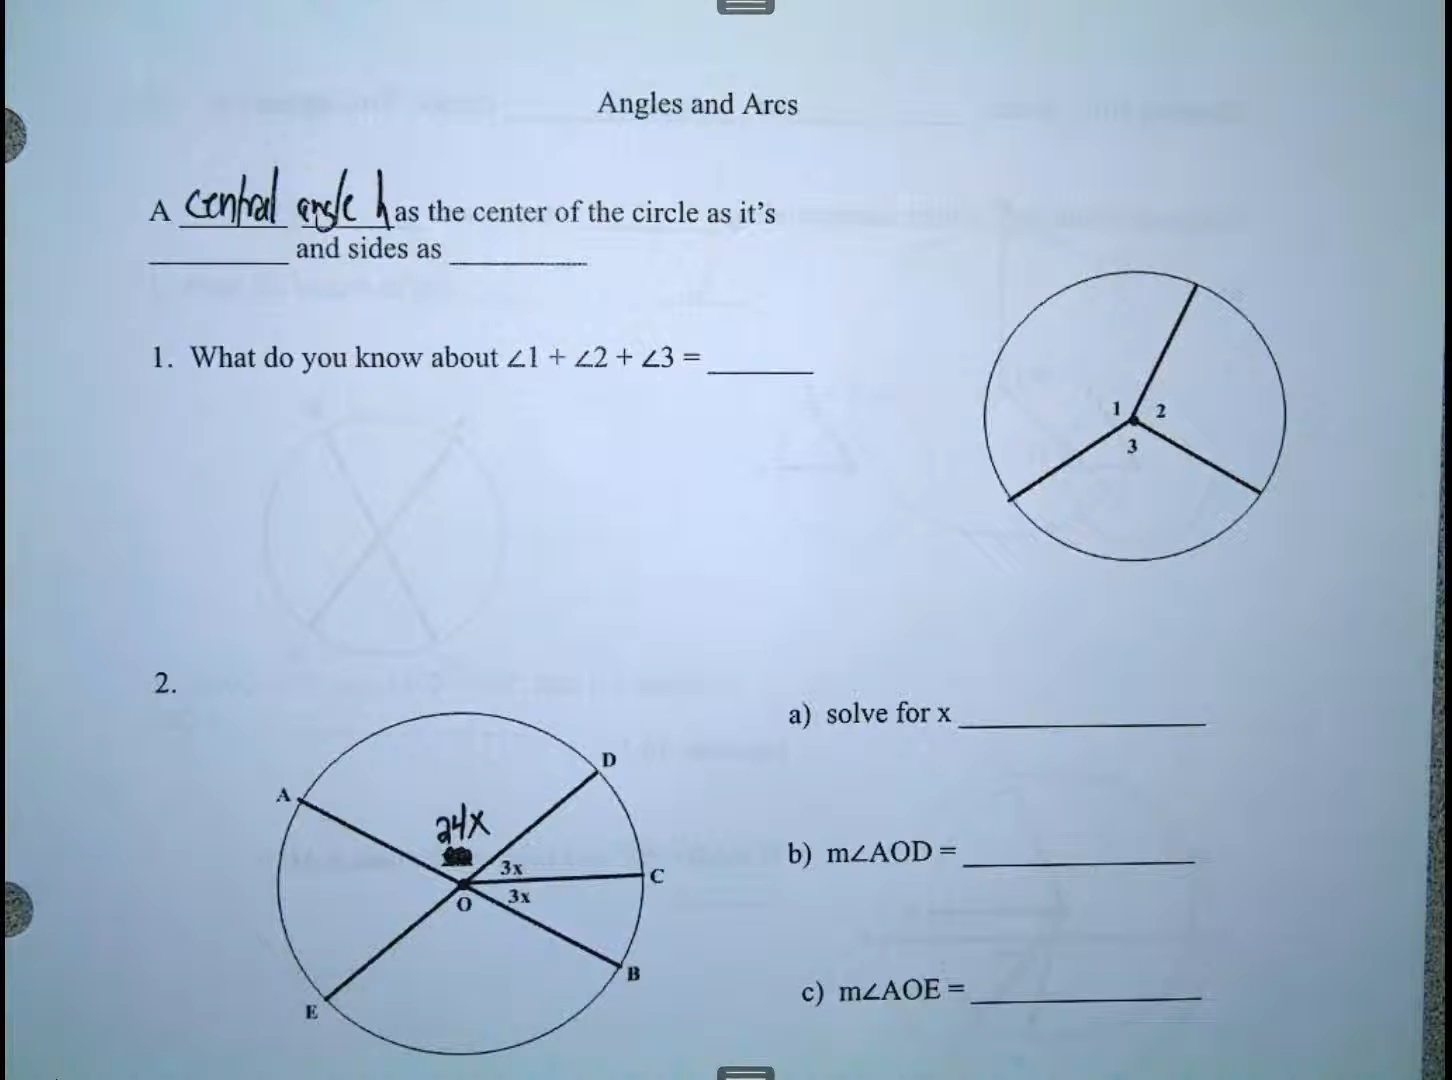 Angles and Arcs
A central angle has the center of the circle as it's
and sides as
1. What do you know about ∠1 + ∠2 + ∠3 =
1 2
3
2.
a) solve for x
D
A
24x
b) m∠AOD =
3x
C
O 3x
B
c) m∠AOE =
E